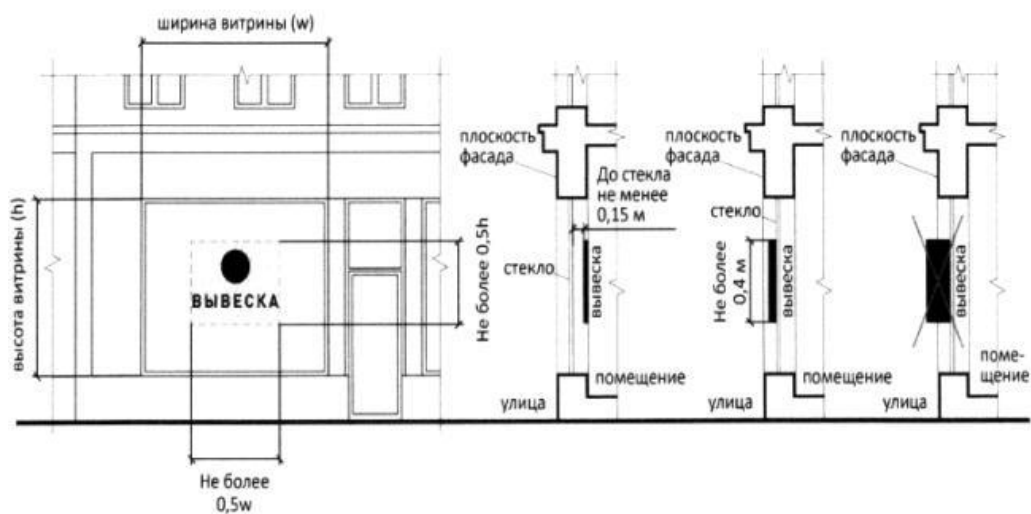 ширина витрины (w)
высота витрины (h)
ВЫВЕСКА
Не более 0,5h
Не более
0,5w
плоскость
фасада
До стекла
не менее
0,15 м
стекло
вывеска
помещение
улица
плоскость
фасада
стекло
Не более
0,4 м
вывеска
помещение
улица
плоскость
фасада
вывеска
поме-
щение
улица